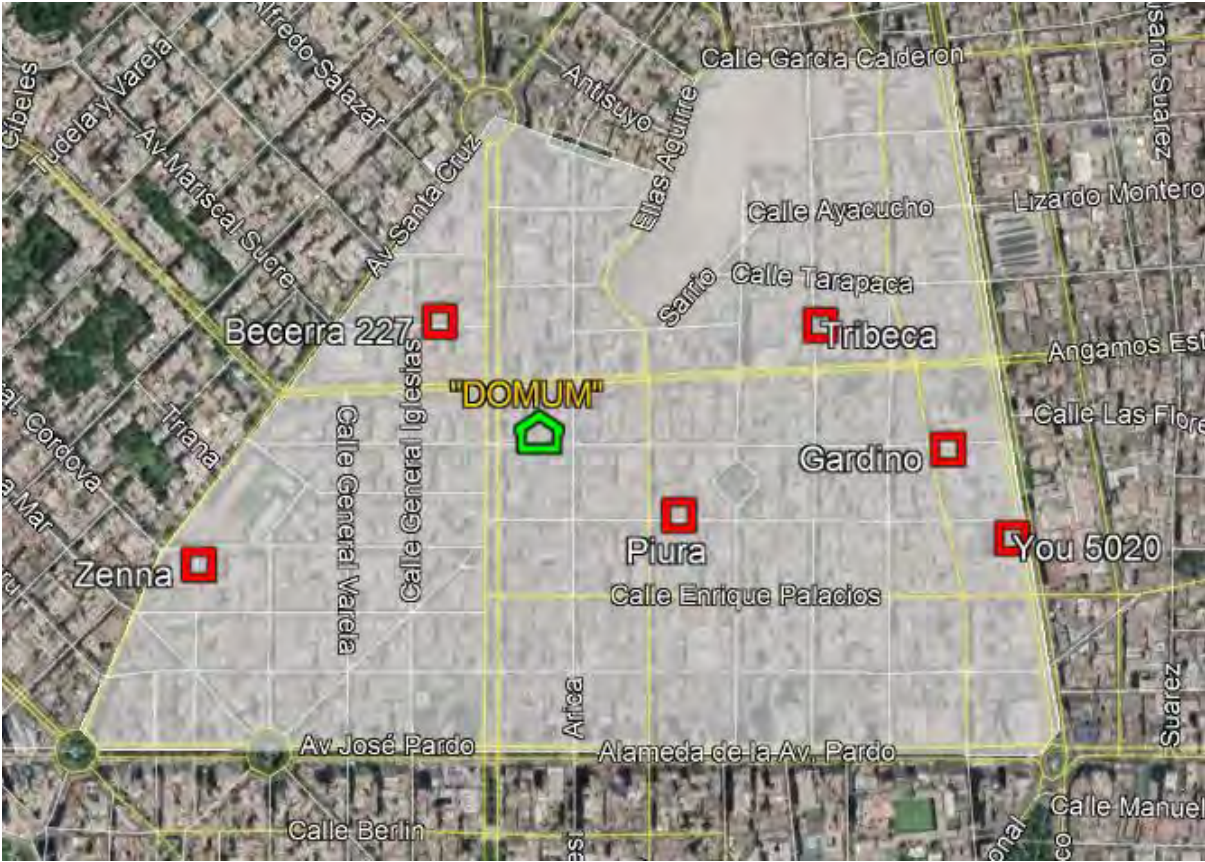 Alfredo Salazar
Calle Garcia Calderon
Cibeles
Tudela y Varela
Antisuyo
Elias Aguirre
Suarez
Av Mariscal Sucre
Av Santa Cruz
Calle Ayacucho
Lizardo Montero
Calle Tarapaca
Sarrio
Becerra 227
Tribeca
Angamos Est
"DOMUM"
Calle General Iglesias
Calle General Varela
Triana
Cordova
Calle Las Flore
Gardino
Mar
Piura
You 5020
Zenna
Calle Enrique Palacios
Arica
Suarez
Av José Pardo
Alameda de la Av. Pardo
Calle Manuel
Calle Berlin